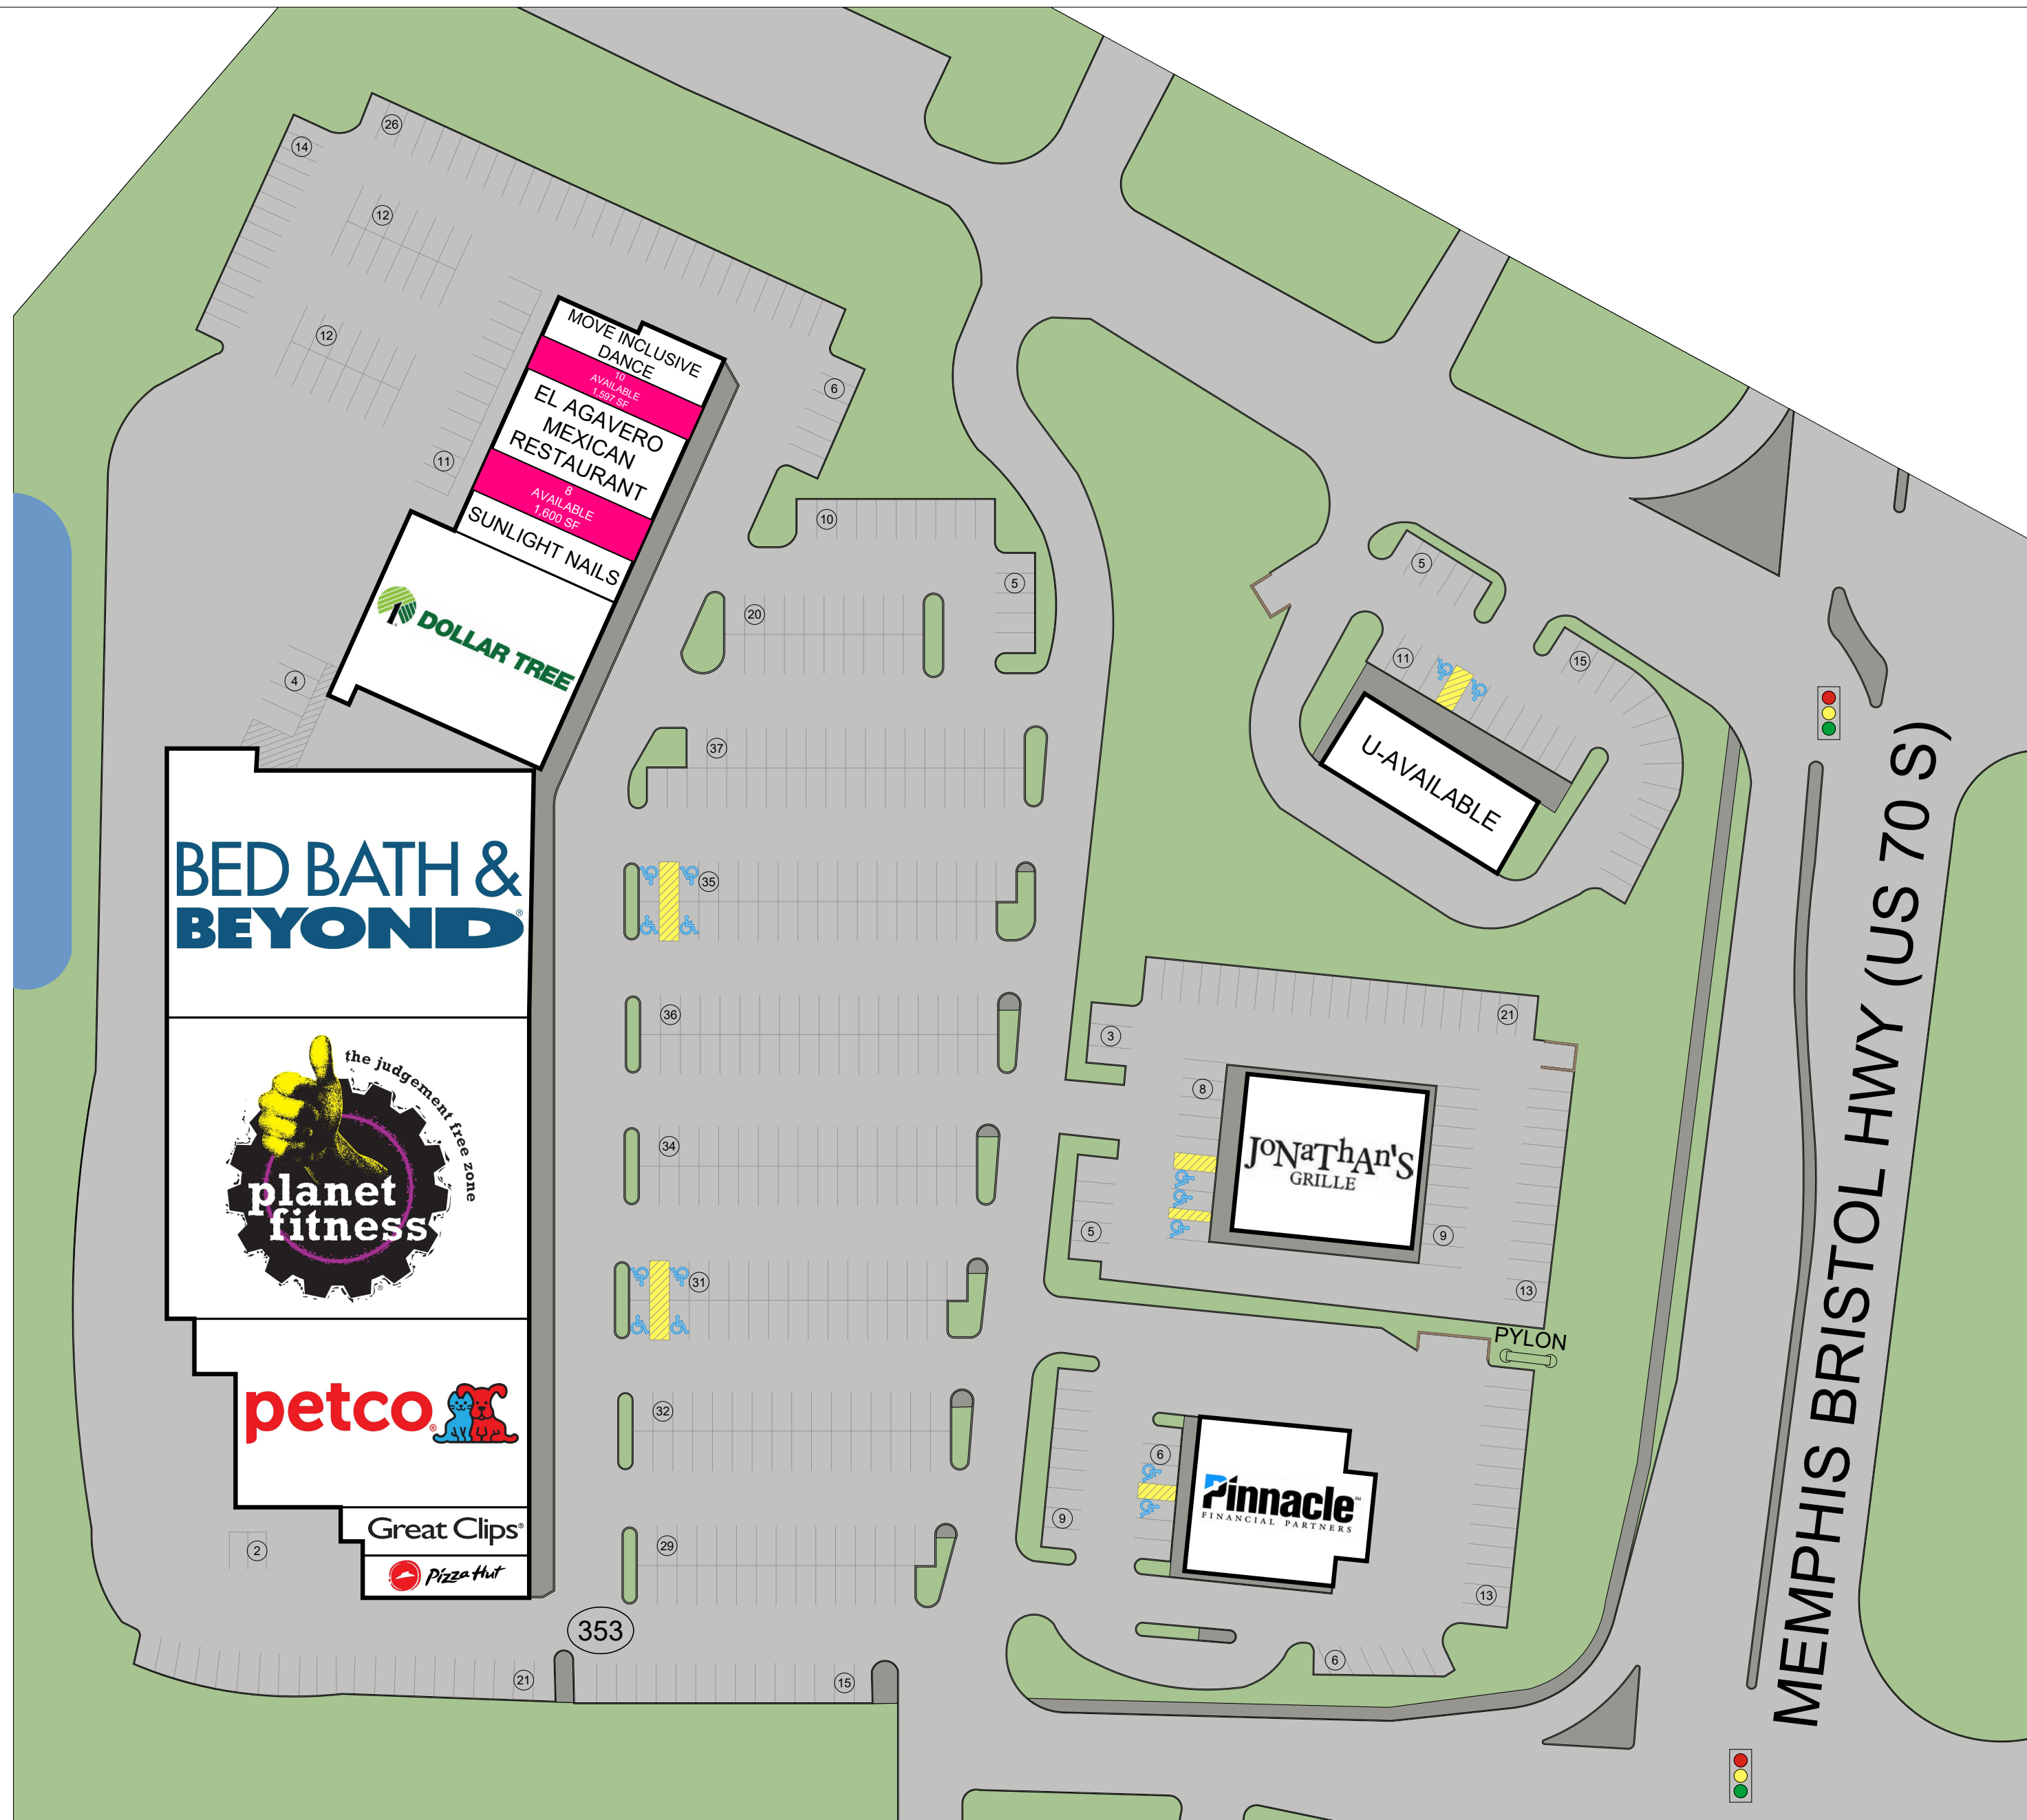 26
14
12
12
11
4
MOVE INCLUSIVE
DANCE
10
AVAILABLE
1,597 SF
EL AGAVERO
MEXICAN
RESTAURANT
8
AVAILABLE
1,600 SF
SUNLIGHT NAILS
DOLLAR TREE
6
10
5
20
37
35
36
34
31
32
29
BED BATH &
BEYOND®
the judgement free zone
planet
fitness®
petco®
Great Clips®
Pizza Hut
2
353
21
15
5
11
15
U-AVAILABLE
21
3
8
JONATHAN'S
GRILLE
5
9
13
PYLON
6
Pinnacle
FINANCIAL PARTNERS
9
13
6
MEMPHIS BRISTOL HWY (US 70 S)